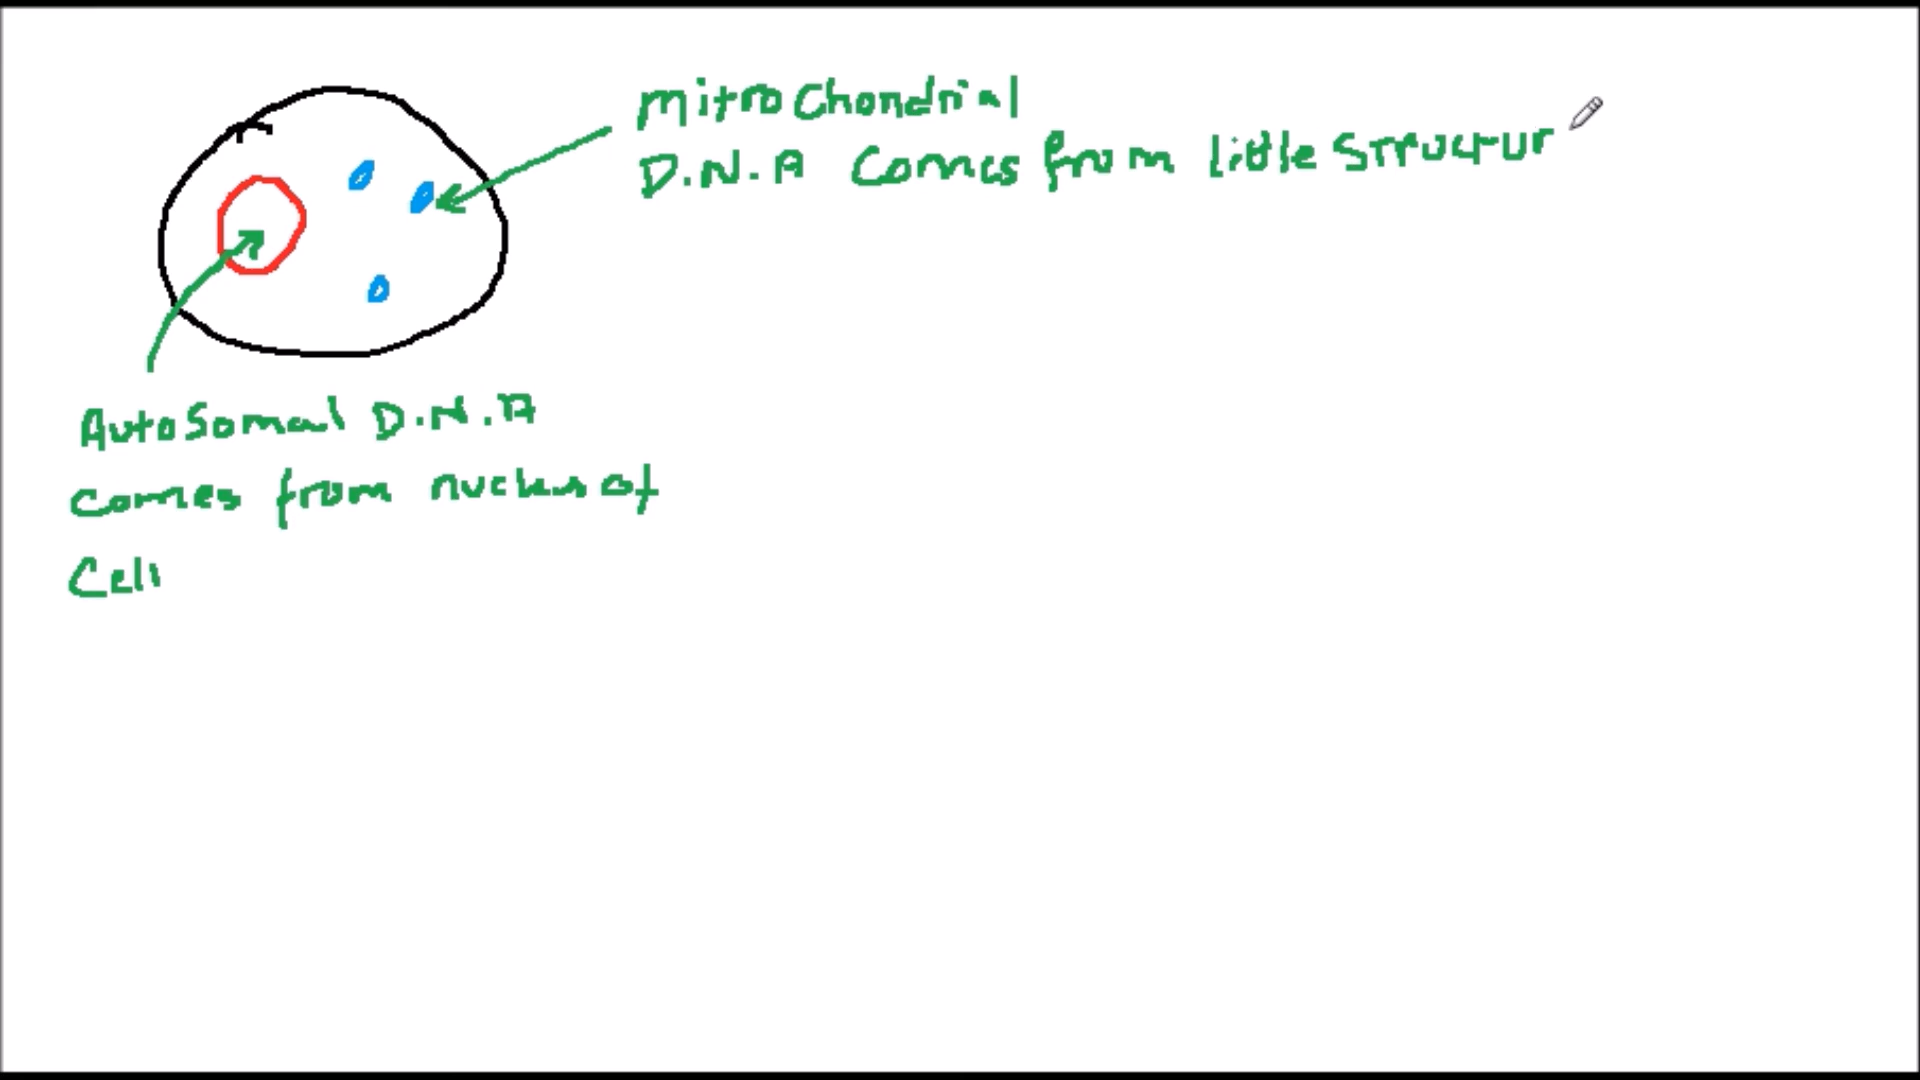 Mitrochondrial
D.N.A Comes from little Structur
AutoSomal D.N.A
comes from nucleus of
Cell